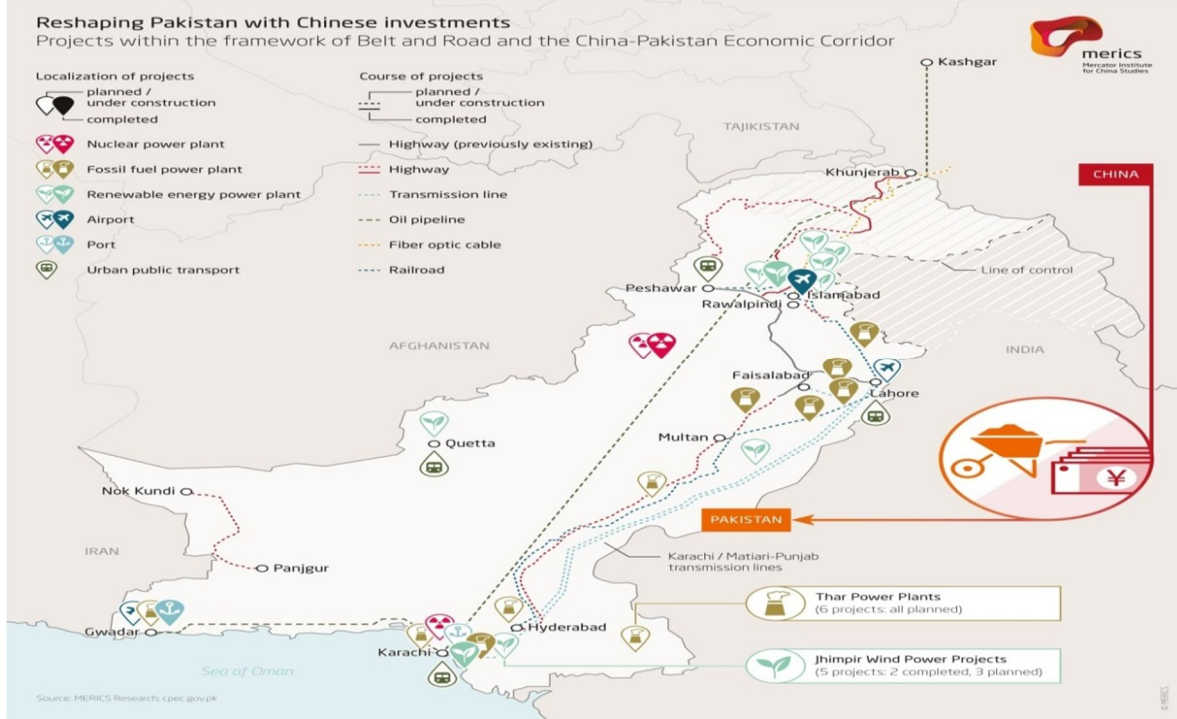 Reshaping Pakistan with Chinese investments
Projects within the framework of Belt and Road and the China-Pakistan Economic Corridor
merics
Mercator Institute
for China Studies
Localization of projects
planned /
under construction
completed
Nuclear power plant
Fossil fuel power plant
Renewable energy power plant
Airport
Port
Urban public transport
Course of projects
planned /
under construction
completed
Highway (previously existing)
Highway
Transmission line
Oil pipeline
Fiber optic cable
Railroad
Kashgar
TAJIKISTAN
Khunjerab
CHINA
Line of control
Peshawar
Islamabad
Rawalpindi
AFGHANISTAN
INDIA
Faisalabad
Lahore
Multan
Quetta
Nok Kundi
¥
PAKISTAN
IRAN
Panjgur
Karachi / Matiari-Punjab
transmission lines
Thar Power Plants
(6 projects: all planned)
Gwadar
Hyderabad
Karachi
Jhimpir Wind Power Projects
(5 projects: 2 completed, 3 planned)
Sea of Oman
Source: MERICS Research; cpec.gov.pk
© MERICS